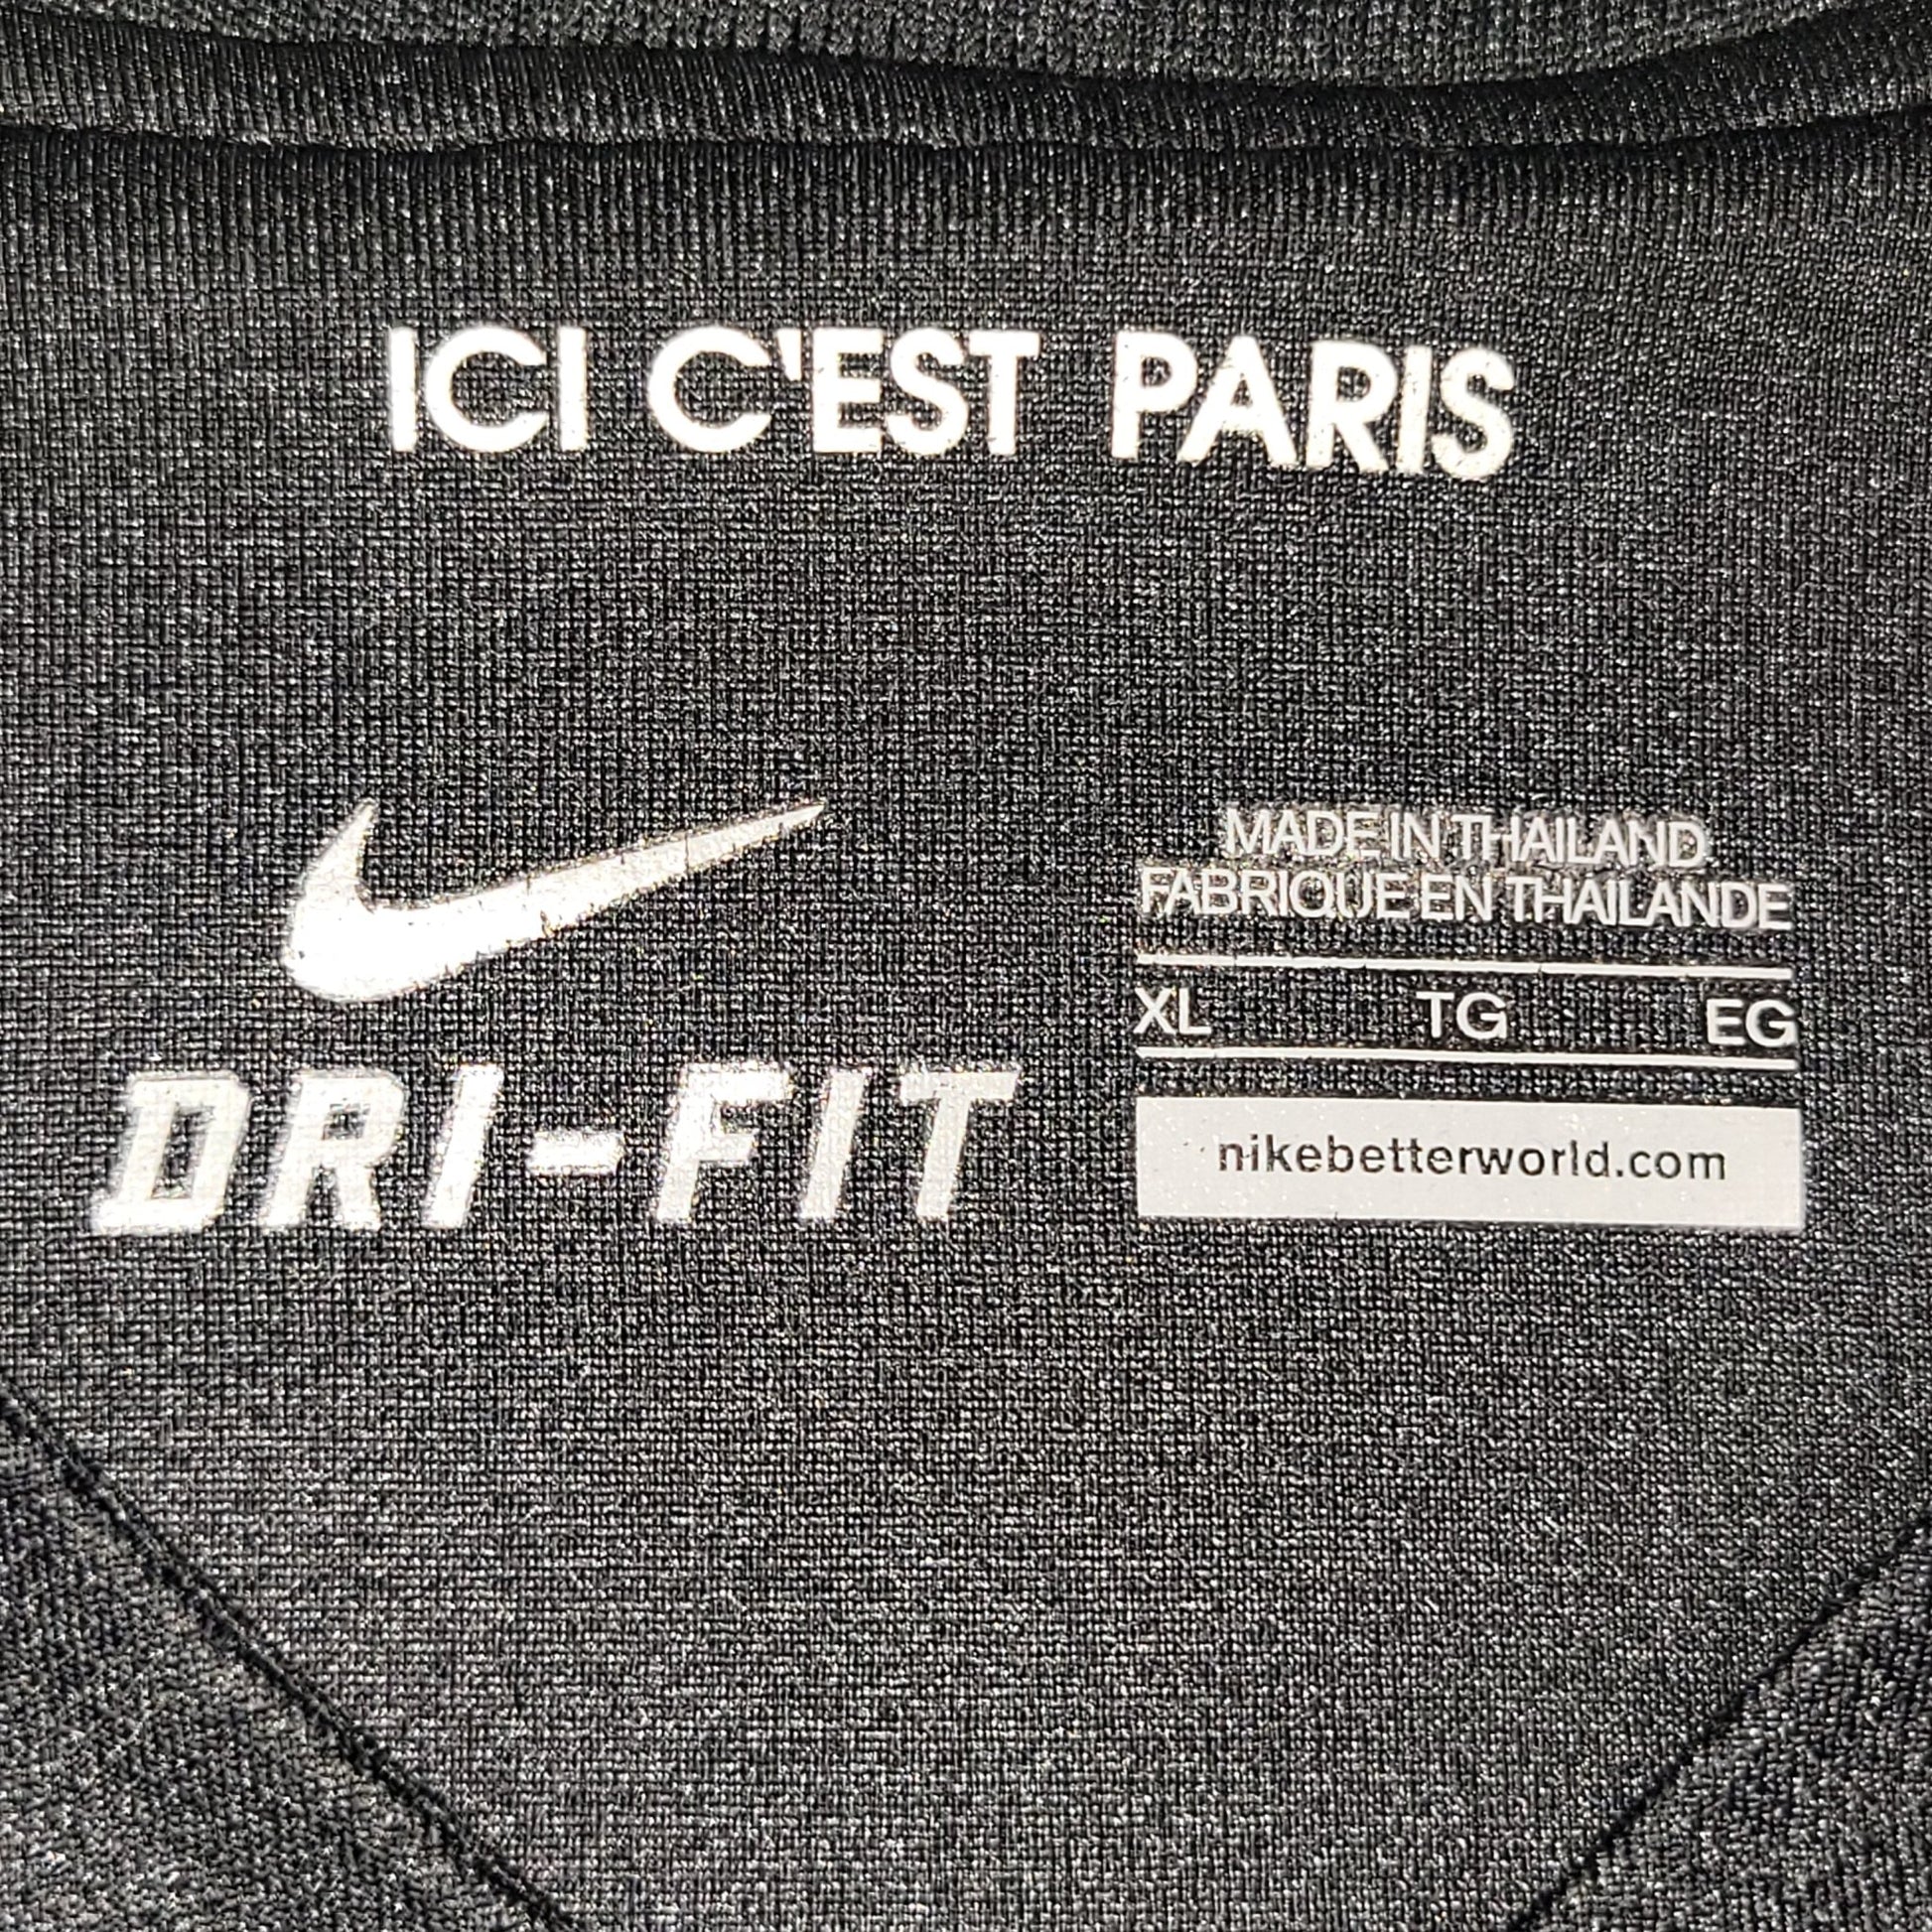 ICI C'EST PARIS
DRI-FIT
MADE IN THAILAND
FABRIQUE EN THAILANDE
XL TG EG
nikebetterworld.com